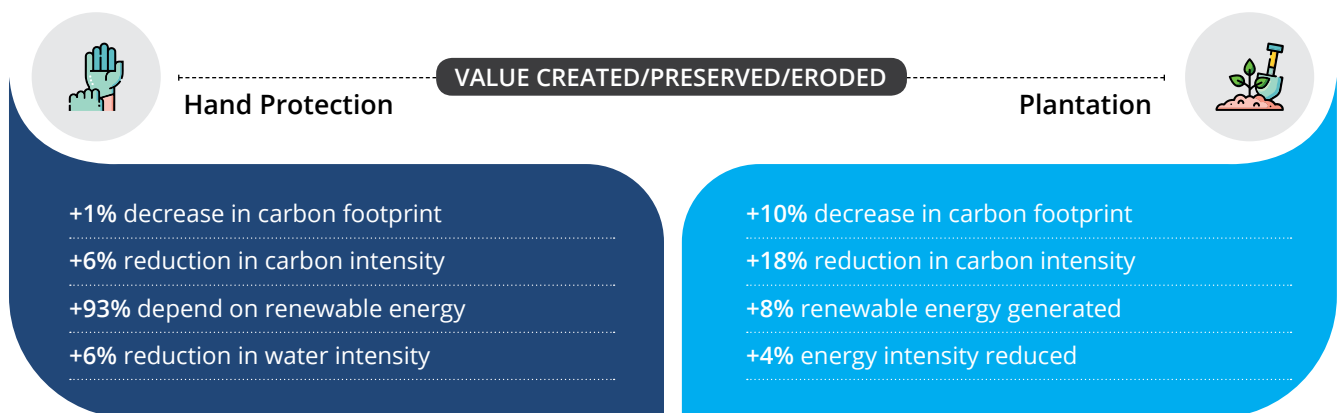 VALUE CREATED/PRESERVED/ERODED
Hand Protection
Plantation
+1% decrease in carbon footprint
+6% reduction in carbon intensity
+93% depend on renewable energy
+6% reduction in water intensity
+10% decrease in carbon footprint
+18% reduction in carbon intensity
+8% renewable energy generated
+4% energy intensity reduced